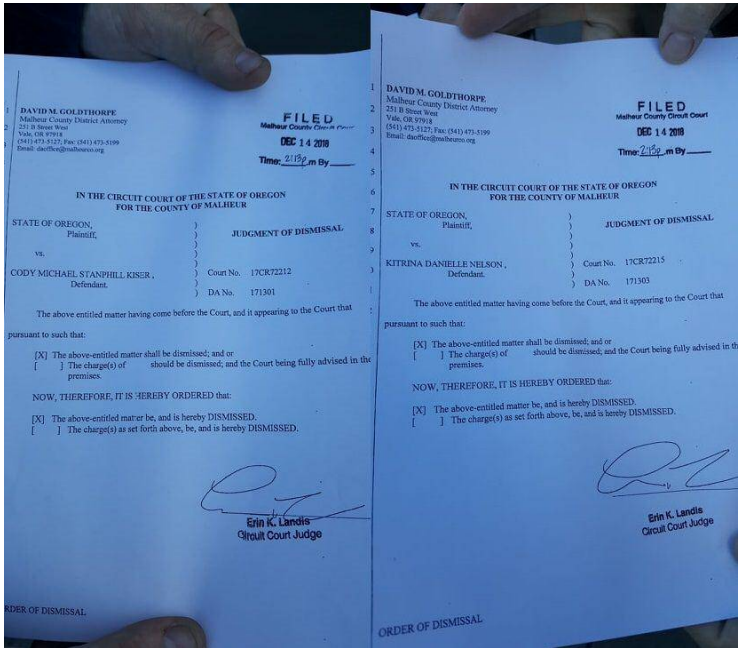 1
2
3
DAVID M. GOLDTHORPE
Malheur County District Attorney
251 B Street West
Vale, OR 97918
(541) 473-5127; Fax: (541) 473-5199
Email: daoffice@malheurco.org
FILED
Malheur County Circuit Court
DEC 14 2018
Time: 2:13p.m By
IN THE CIRCUIT COURT OF THE STATE OF OREGON
FOR THE COUNTY OF MALHEUR
STATE OF OREGON,
Plaintiff,
vs.
CODY MICHAEL STANPHILL KISER,
Defendant.
)
)
)
)
)
)
JUDGMENT OF DISMISSAL
Court No. 17CR72212
DA No. 171301
The above entitled matter having come before the Court, and it appearing to the Court that
pursuant to such that:
[X] The above-entitled matter shall be dismissed; and or
[ ] The charge(s) of should be dismissed; and the Court being fully advised in the
premises.
NOW, THEREFORE, IT IS HEREBY ORDERED that:
[X] The above-entitled matter be, and is hereby DISMISSED.
[ ] The charge(s) as set forth above, be, and is hereby DISMISSED.
Erin K. Landis
Circuit Court Judge
RDER OF DISMISSAL
1
2
3
4
5
6
7
8
9
DAVID M. GOLDTHORPE
Malheur County District Attorney
251 B Street West
Vale, OR 97918
(541) 473-5127; Fax: (541) 473-5199
Email: daoffice@malheurco.org
FILED
Malheur County Circuit Court
DEC 14 2018
Time: 2:13p.m By
IN THE CIRCUIT COURT OF THE STATE OF OREGON
FOR THE COUNTY OF MALHEUR
STATE OF OREGON,
Plaintiff,
vs.
KITRINA DANIELLE NELSON,
Defendant.
)
)
)
)
)
)
JUDGMENT OF DISMISSAL
Court No. 17CR72215
DA No. 171303
The above entitled matter having come before the Court, and it appearing to the Court that
pursuant to such that:
[X] The above-entitled matter shall be dismissed; and or
[ ] The charge(s) of should be dismissed; and the Court being fully advised in th
premises.
NOW, THEREFORE, IT IS HEREBY ORDERED that:
[X] The above-entitled matter be, and is hereby DISMISSED.
[ ] The charge(s) as set forth above, be, and is hereby DISMISSED.
Erin K. Landis
Circuit Court Judge
ORDER OF DISMISSAL